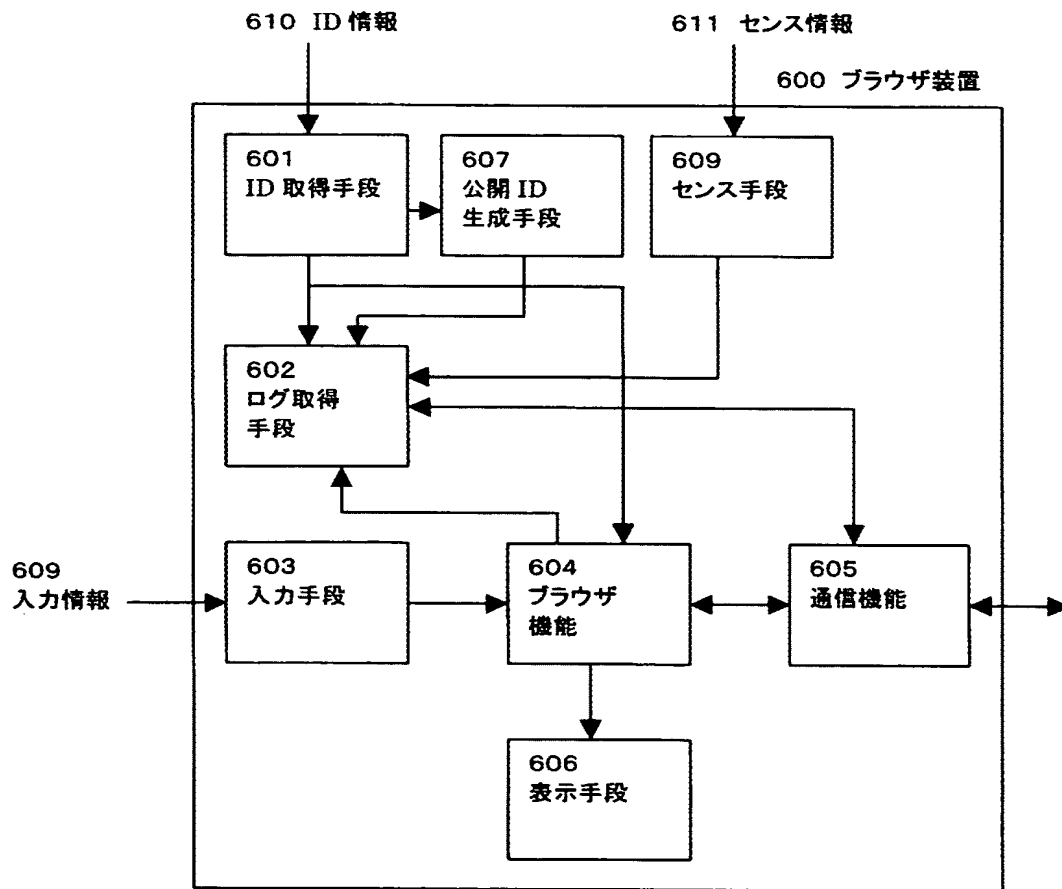 610 ID 情報
611 センス情報
600 ブラウザ装置
601
ID 取得手段
607
公開 ID
生成手段
609
センス手段
602
ログ取得
手段
609
入力情報
603
入力手段
604
ブラウザ
機能
605
通信機能
606
表示手段